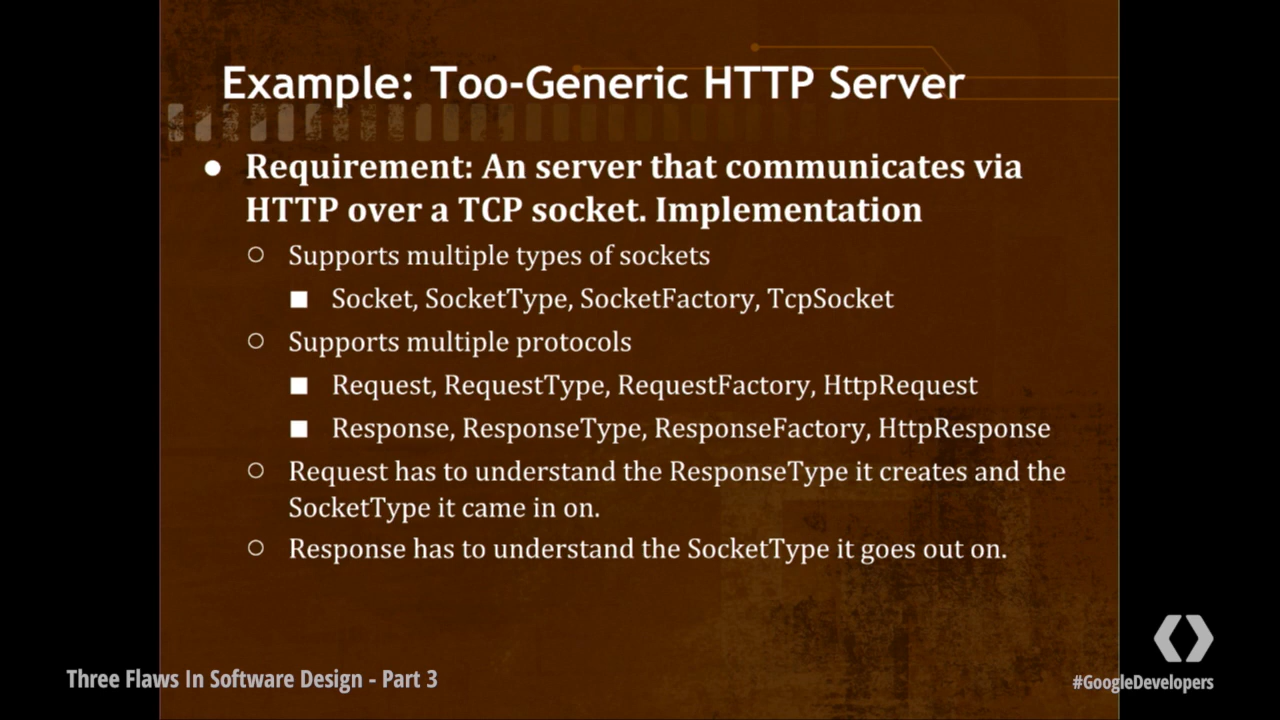 Example: Too-Generic HTTP Server
● Requirement: An server that communicates via
HTTP over a TCP socket. Implementation
○ Supports multiple types of sockets
■ Socket, SocketType, SocketFactory, TcpSocket
○ Supports multiple protocols
■ Request, RequestType, RequestFactory, HttpRequest
■ Response, ResponseType, ResponseFactory, HttpResponse
○ Request has to understand the ResponseType it creates and the
SocketType it came in on.
○ Response has to understand the SocketType it goes out on.
Three Flaws In Software Design - Part 3
#GoogleDevelopers